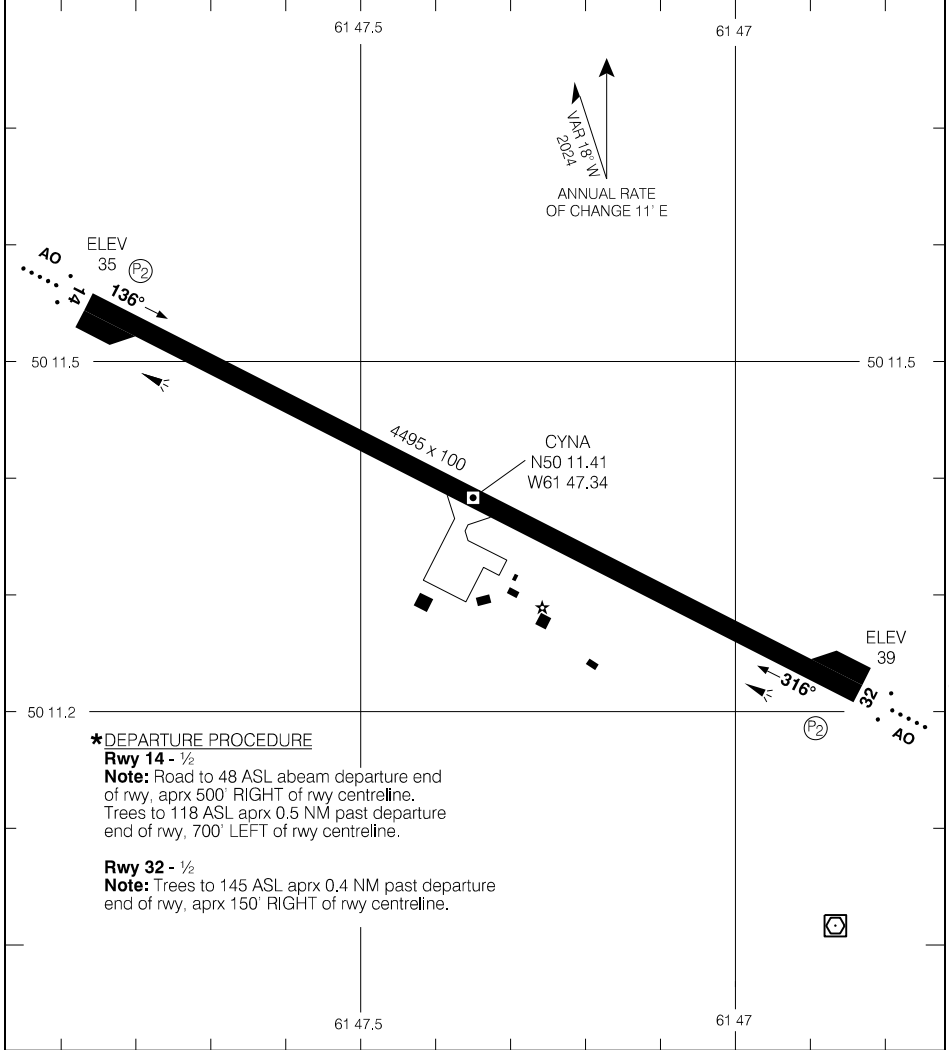 61 47.5
61 47
VAR 18° W
2024
ANNUAL RATE
OF CHANGE 11' E
AO
ELEV
35
P2
14
136°
50 11.5
50 11.5
4495 x 100
CYNA
N50 11.41
W61 47.34
ELEV
39
316°
32
50 11.2
P2
AO
*DEPARTURE PROCEDURE
Rwy 14 - ½
Note: Road to 48 ASL abeam departure end
of rwy, aprx 500' RIGHT of rwy centreline.
Trees to 118 ASL aprx 0.5 NM past departure
end of rwy, 700' LEFT of rwy centreline.
Rwy 32 - ½
Note: Trees to 145 ASL aprx 0.4 NM past departure
end of rwy, aprx 150' RIGHT of rwy centreline.
61 47.5
61 47